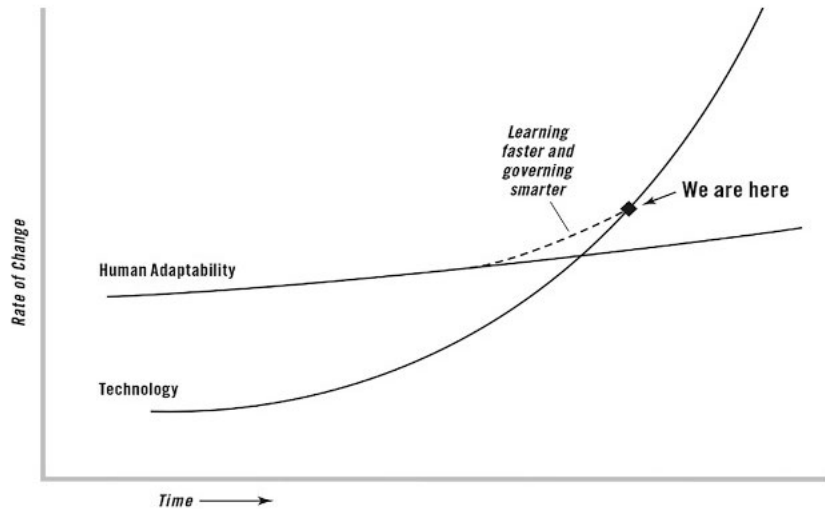 Learning
faster and
governing
smarter
We are here
Human Adaptability
Technology
Rate of Change
Time